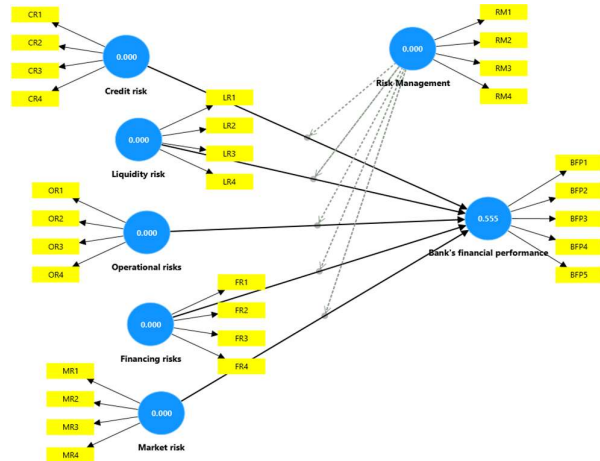 CR1
CR2
CR3
CR4
0.000
Credit risk
LR1
LR2
LR3
LR4
0.000
Liquidity risk
OR1
OR2
OR3
OR4
0.000
Operational risks
FR1
FR2
FR3
FR4
0.000
Financing risks
MR1
MR2
MR3
MR4
0.000
Market risk
0.000
Risk Management
RM1
RM2
RM3
RM4
0.555
Bank's financial performance
BFP1
BFP2
BFP3
BFP4
BFP5